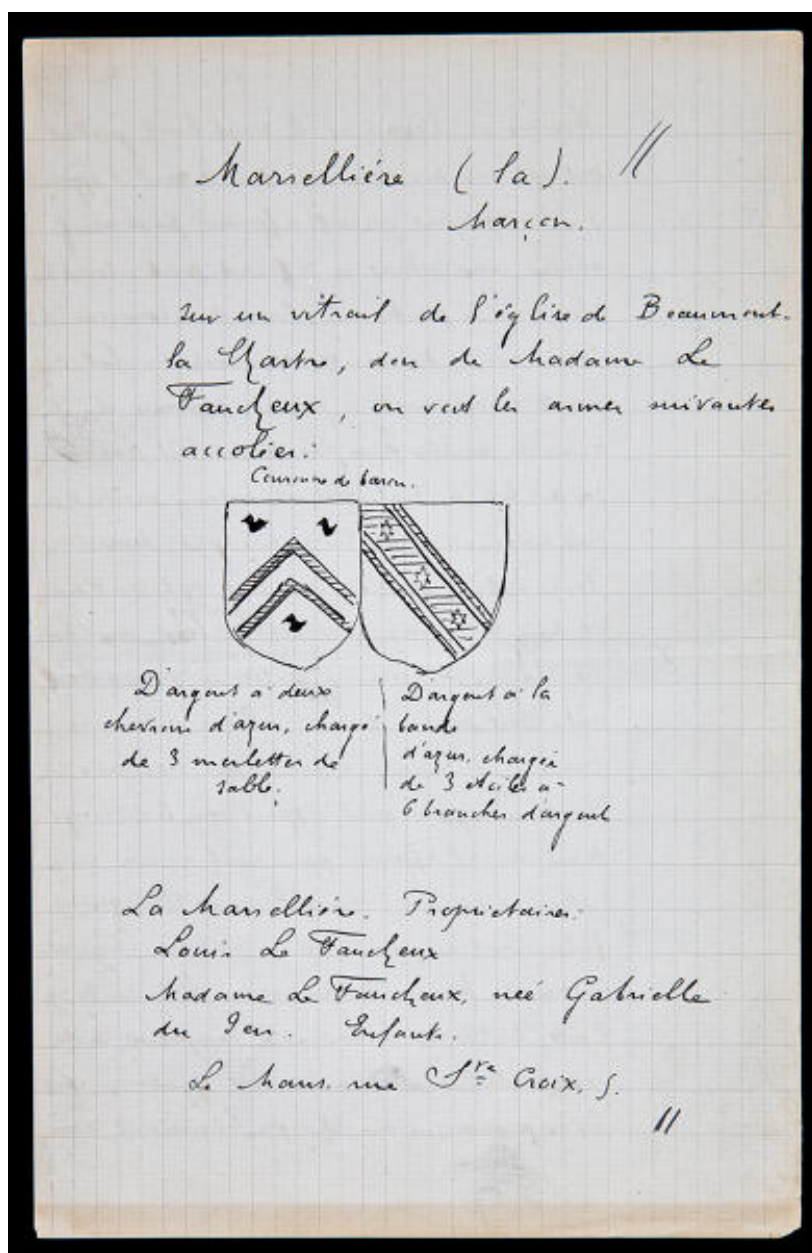 Marsellière (la). //
Marçon.
sur un vitrail de l'église de Beaumont-
la Chartre, don de Madame Le
Faucheux, on voit les armes suivantes
accolées:
Couronne de baron.
D'argent à deux
chevrons d'azur, chargé
de 3 merlettes de
sable.
D'argent à la
bande
d'azur, chargée
de 3 étoiles à
6 branches d'argent
La Marsellière. Propriétaires:
Louis Le Faucheux
Madame Le Faucheux, née Gabrielle
du Enfants.
Le Mans. rue Ste Croix, 5.
//